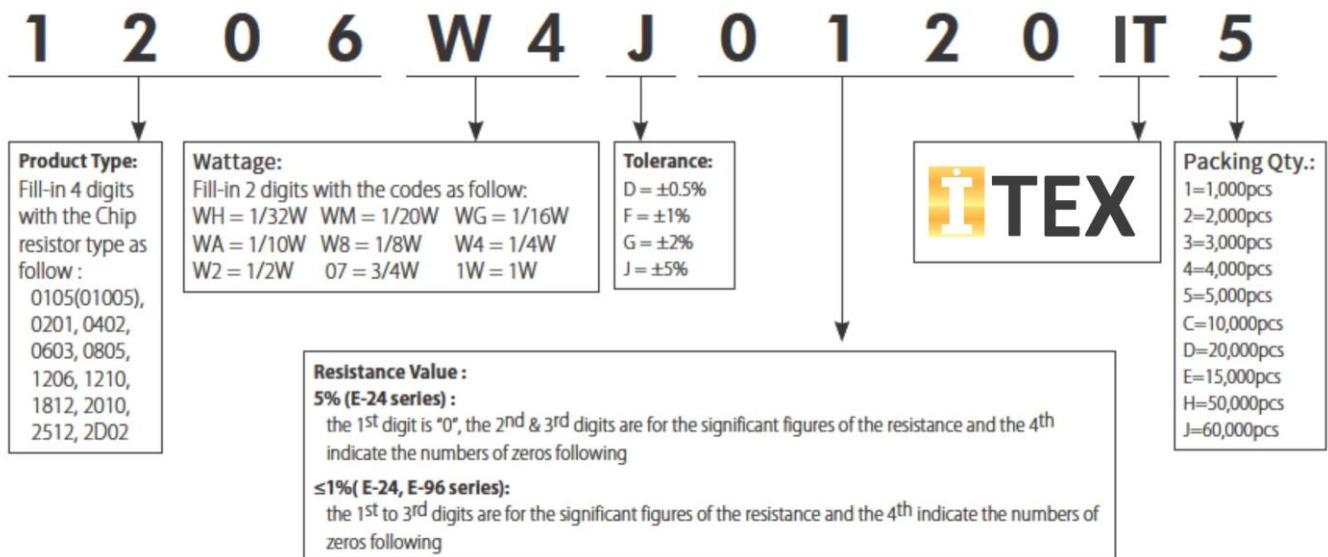 1 2 0 6 W 4 J 0 1 2 0 IT 5
Product Type:
Fill-in 4 digits
with the Chip
resistor type as
follow :
0105(01005),
0201, 0402,
0603, 0805,
1206, 1210,
1812, 2010,
2512, 2D02
Wattage:
Fill-in 2 digits with the codes as follow:
WH = 1/32W WM = 1/20W WG = 1/16W
WA = 1/10W W8 = 1/8W W4 = 1/4W
W2 = 1/2W 07 = 3/4W 1W = 1W
Tolerance:
D = ±0.5%
F = ±1%
G = ±2%
J = ±5%
ITEX
Packing Qty.:
1=1,000pcs
2=2,000pcs
3=3,000pcs
4=4,000pcs
5=5,000pcs
C=10,000pcs
D=20,000pcs
E=15,000pcs
H=50,000pcs
J=60,000pcs
Resistance Value :
5% (E-24 series) :
the 1st digit is "0", the 2nd & 3rd digits are for the significant figures of the resistance and the 4th
indicate the numbers of zeros following
≤1%( E-24, E-96 series):
the 1st to 3rd digits are for the significant figures of the resistance and the 4th indicate the numbers of
zeros following